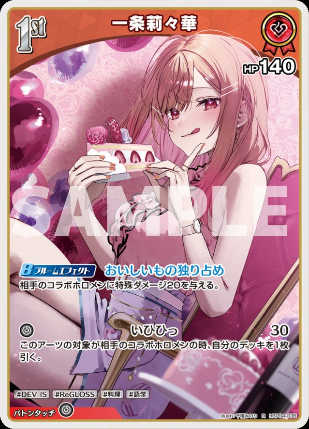 1st
一条莉々華
HP140
SAMPLE
Bブルームエフェクト おいしいもの独り占め
相手のコラボホロメンに特殊ダメージ20を与える。
いひひっ 30
このアーツの対象が相手のコラボホロメンの時、自分のデッキを1枚
引く。
#DEV_IS #ReGLOSS #料理 #語学
バトンタッチ